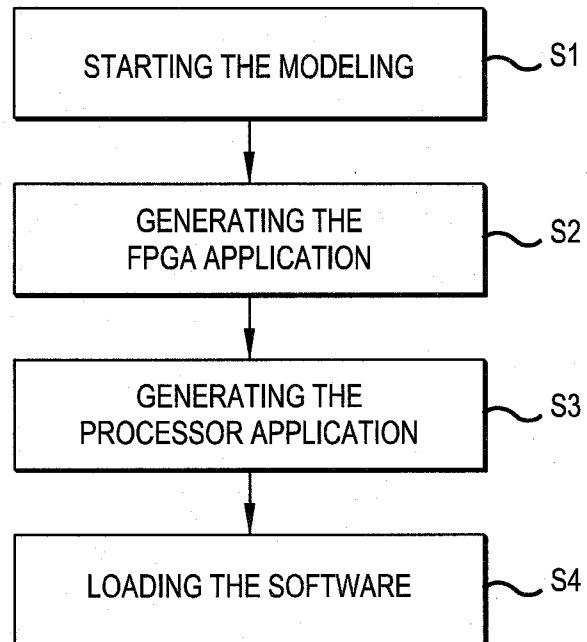 STARTING THE MODELING
S1
GENERATING THE
FPGA APPLICATION
S2
GENERATING THE
PROCESSOR APPLICATION
S3
LOADING THE SOFTWARE
S4